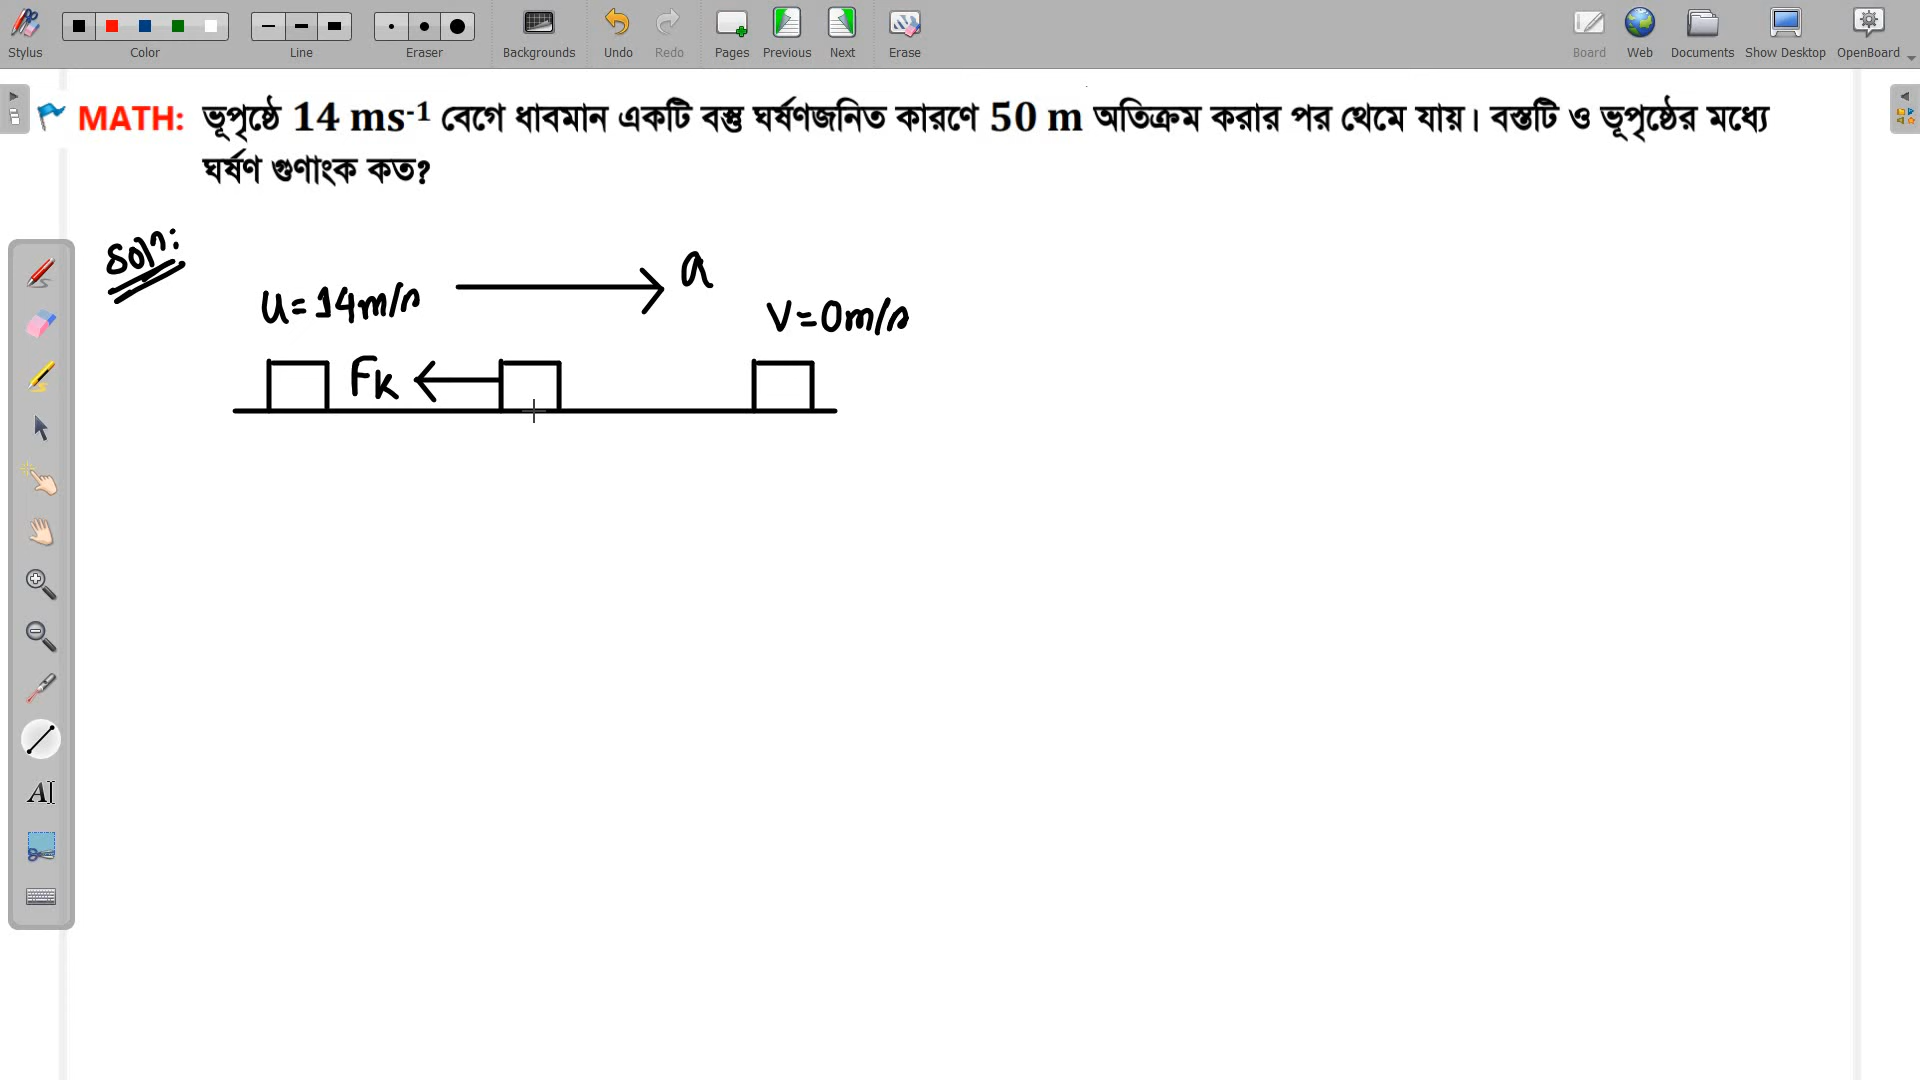 Stylus
Color
Line
Eraser
Backgrounds
Undo
Redo
Pages
Previous
Next
Erase
Board
Web
Documents
Show Desktop
OpenBoard
MATH: ভূপৃষ্ঠে 14 ms⁻¹ বেগে ধাবমান একটি বস্তু ঘর্ষণজনিত কারণে 50 m অতিক্রম করার পর থেমে যায়। বস্তটি ও ভূপৃষ্ঠের মধ্যে
ঘর্ষণ গুণাংক কত?
Soln:
a
u=14m/s
v=0m/s
Fk
AI